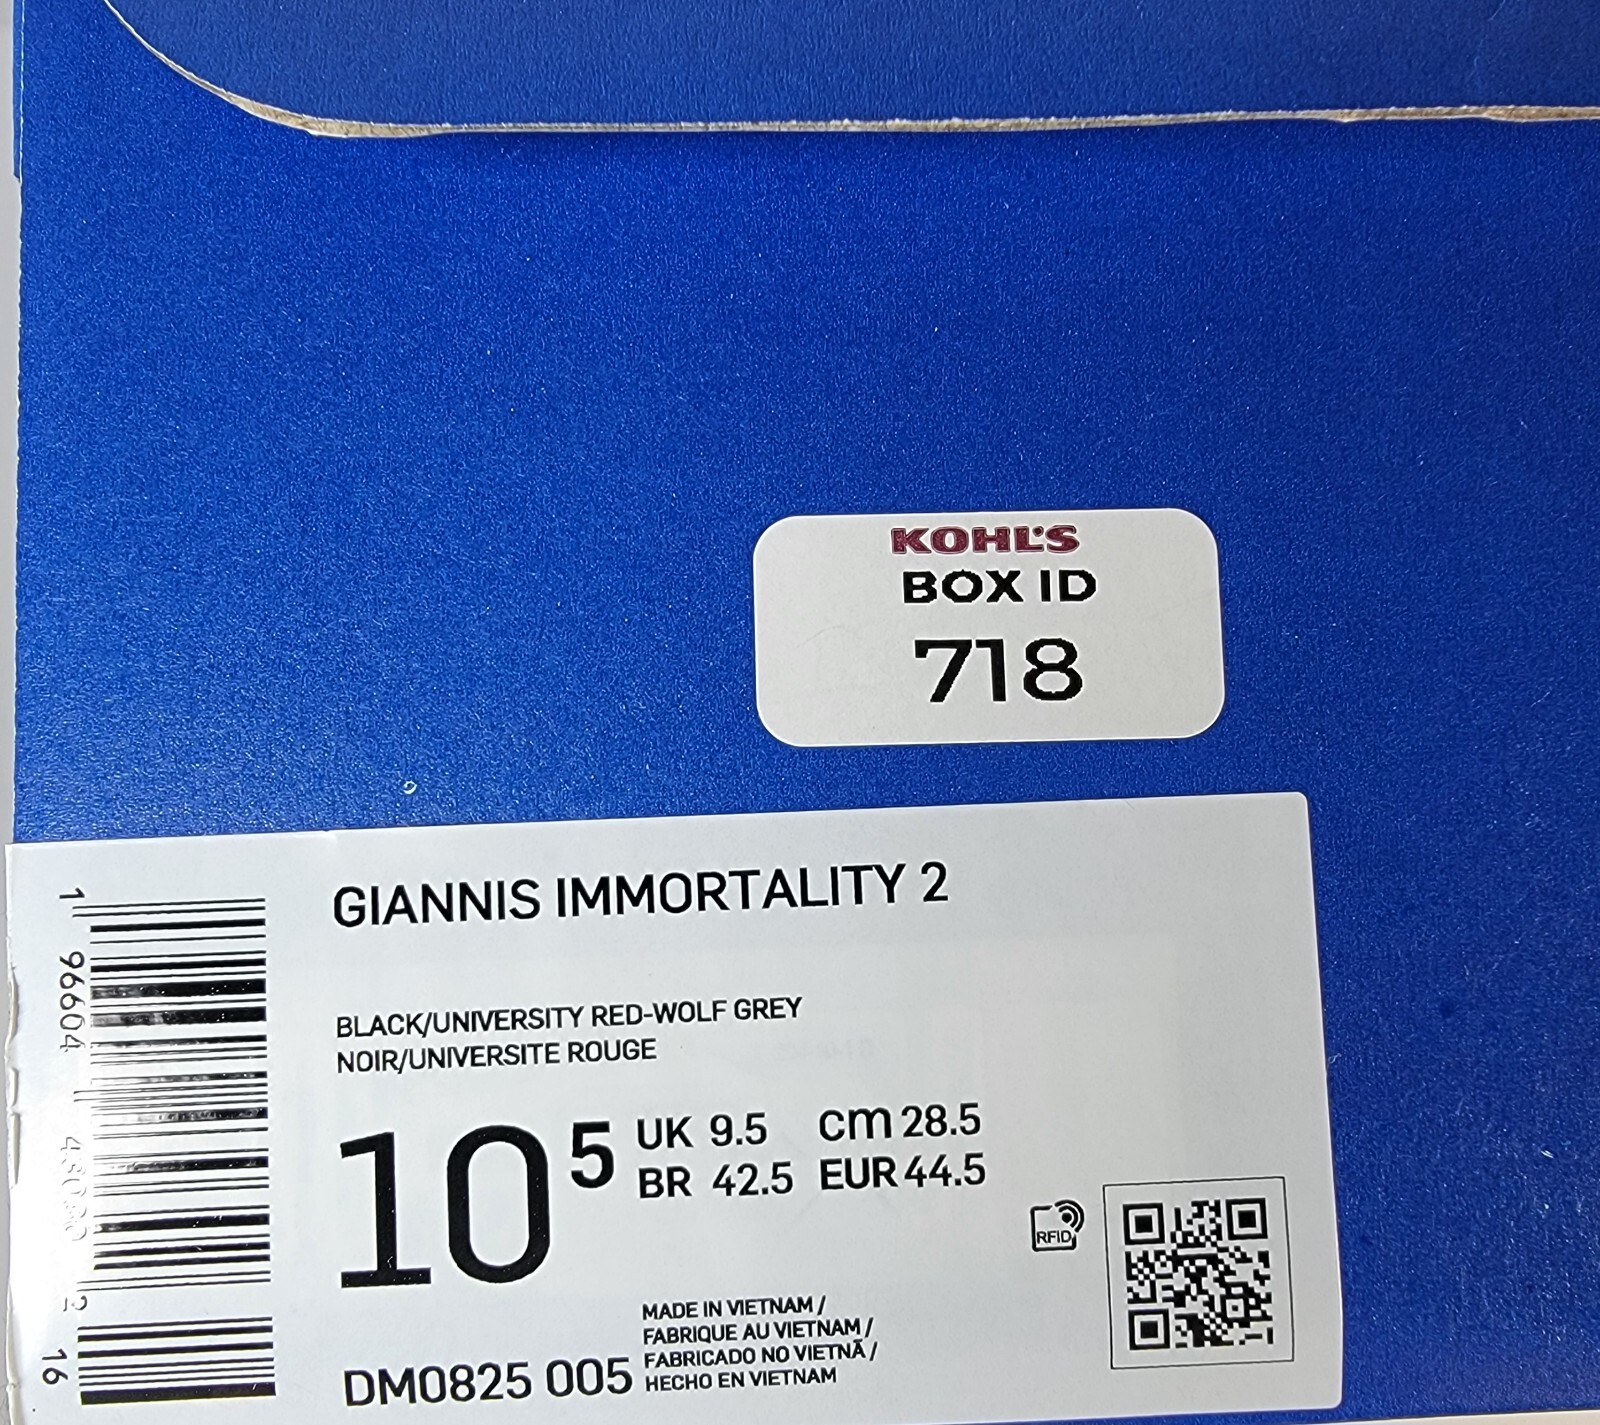 KOHL'S
BOX ID
718
GIANNIS IMMORTALITY 2
BLACK/UNIVERSITY RED-WOLF GREY
NOIR/UNIVERSITE ROUGE
10 5
UK 9.5 cm 28.5
BR 42.5 EUR 44.5
RFID
MADE IN VIETNAM /
FABRIQUE AU VIETNAM /
FABRICADO NO VIETNÃ /
HECHO EN VIETNAM
DM0825 005
1 96604 2 16